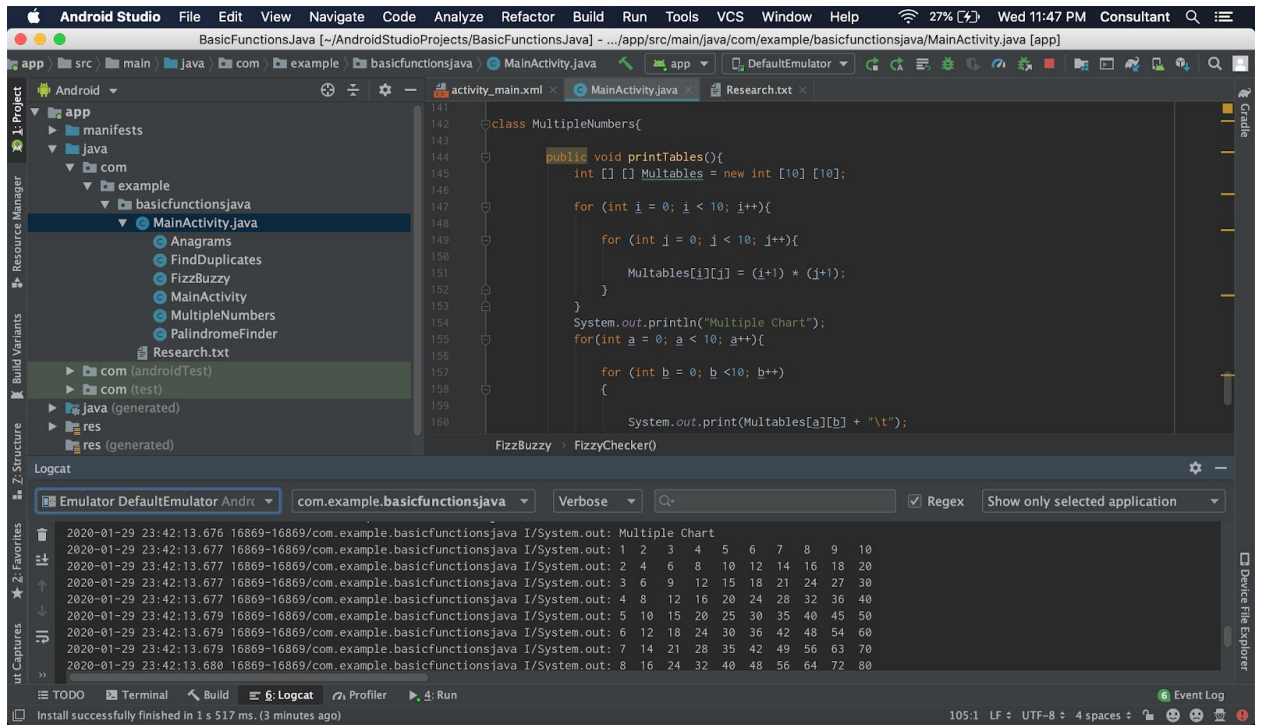 Android Studio File Edit View Navigate Code Analyze Refactor Build Run Tools VCS Window Help 27% Wed 11:47 PM Consultant
BasicFunctionsJava [~/AndroidStudioProjects/BasicFunctionsJava] - .../app/src/main/java/com/example/basicfunctionsjava/MainActivity.java [app]
app src main java com example basicfunctionsjava MainActivity.java app DefaultEmulator
Android
activity_main.xml MainActivity.java Research.txt
1: Project
Resource Manager
Build Variants
Z: Structure
2: Favorites
ut Captures
app
manifests
java
com
example
basicfunctionsjava
MainActivity.java
Anagrams
FindDuplicates
FizzBuzzy
MainActivity
MultipleNumbers
PalindromeFinder
Research.txt
com (androidTest)
com (test)
java (generated)
res
res (generated)
141
142 class MultipleNumbers{
143
144 public void printTables(){
145 int [] [] Multables = new int [10] [10];
146
147 for (int i = 0; i < 10; i++){
148
149 for (int j = 0; j < 10; j++){
150
151 Multables[i][j] = (i+1) * (j+1);
152 }
153 }
154 System.out.println("Multiple Chart");
155 for(int a = 0; a < 10; a++){
156
157 for (int b = 0; b <10; b++)
158 {
159
160 System.out.print(Multables[a][b] + "\t");
FizzBuzzy FizzyChecker()
Gradle
Device File Explorer
Logcat
Emulator DefaultEmulator Andrc com.example.basicfunctionsjava Verbose Regex Show only selected application
2020-01-29 23:42:13.676 16869-16869/com.example.basicfunctionsjava I/System.out: Multiple Chart
2020-01-29 23:42:13.677 16869-16869/com.example.basicfunctionsjava I/System.out: 1 2 3 4 5 6 7 8 9 10
2020-01-29 23:42:13.677 16869-16869/com.example.basicfunctionsjava I/System.out: 2 4 6 8 10 12 14 16 18 20
2020-01-29 23:42:13.677 16869-16869/com.example.basicfunctionsjava I/System.out: 3 6 9 12 15 18 21 24 27 30
2020-01-29 23:42:13.677 16869-16869/com.example.basicfunctionsjava I/System.out: 4 8 12 16 20 24 28 32 36 40
2020-01-29 23:42:13.679 16869-16869/com.example.basicfunctionsjava I/System.out: 5 10 15 20 25 30 35 40 45 50
2020-01-29 23:42:13.679 16869-16869/com.example.basicfunctionsjava I/System.out: 6 12 18 24 30 36 42 48 54 60
2020-01-29 23:42:13.679 16869-16869/com.example.basicfunctionsjava I/System.out: 7 14 21 28 35 42 49 56 63 70
2020-01-29 23:42:13.680 16869-16869/com.example.basicfunctionsjava I/System.out: 8 16 24 32 40 48 56 64 72 80
TODO Terminal Build 6: Logcat Profiler 4: Run 6 Event Log
Install successfully finished in 1 s 517 ms. (3 minutes ago) 105:1 LF UTF-8 4 spaces